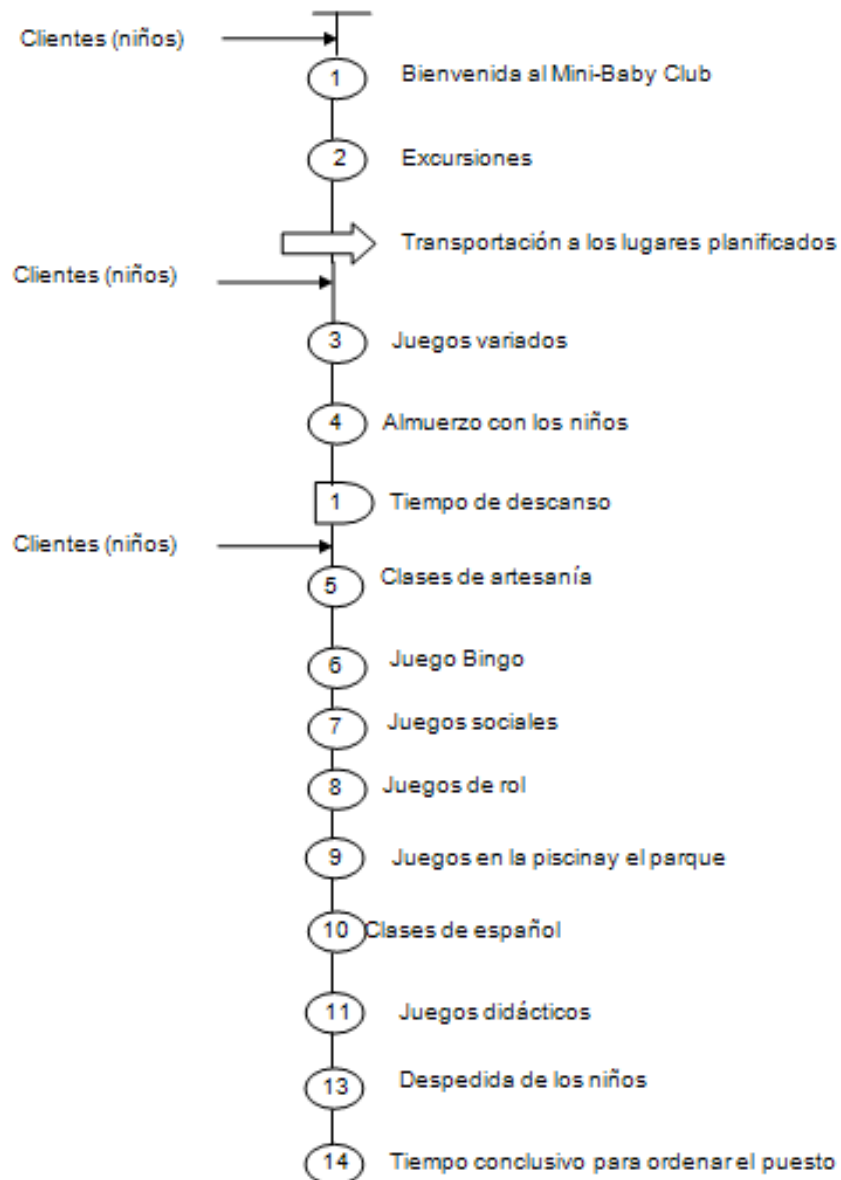 Clientes (niños)
1 Bienvenida al Mini-Baby Club
2 Excursiones
Transportación a los lugares planificados
Clientes (niños)
3 Juegos variados
4 Almuerzo con los niños
1 Tiempo de descanso
Clientes (niños)
5 Clases de artesanía
6 Juego Bingo
7 Juegos sociales
8 Juegos de rol
9 Juegos en la piscinay el parque
10 Clases de español
11 Juegos didácticos
13 Despedida de los niños
14 Tiempo conclusivo para ordenar el puesto